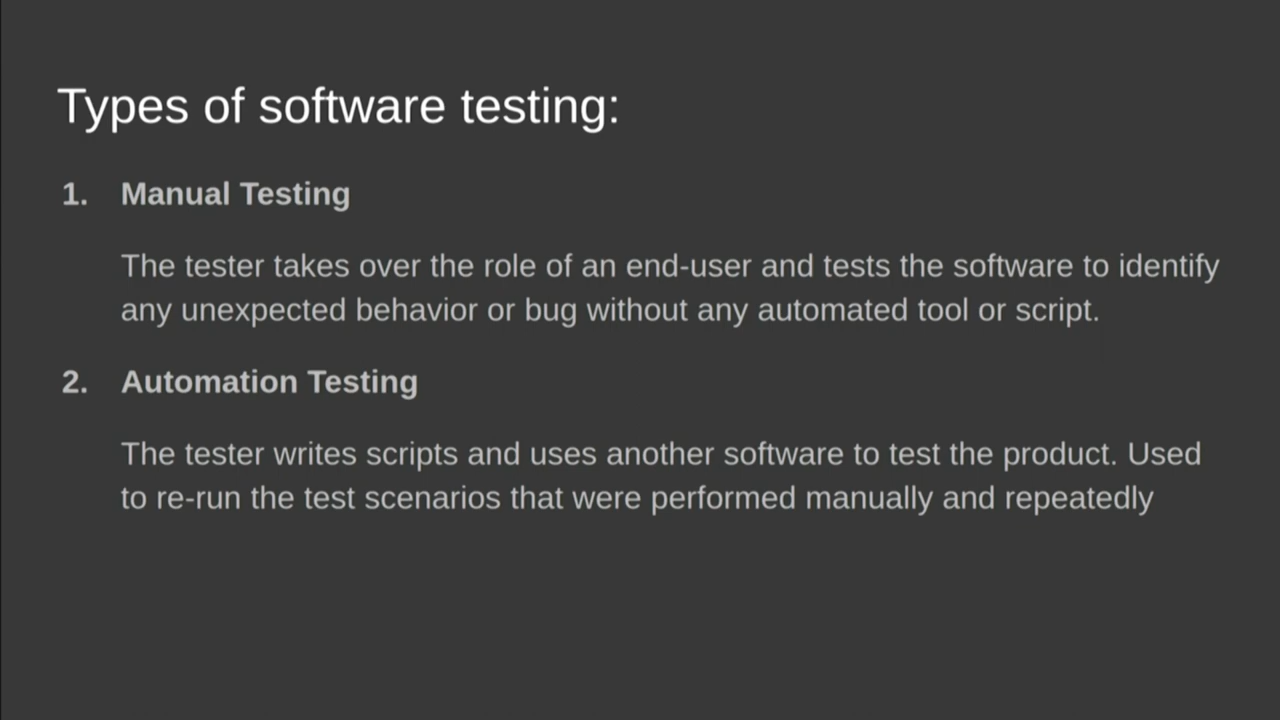 Types of software testing:
1. Manual Testing
The tester takes over the role of an end-user and tests the software to identify
any unexpected behavior or bug without any automated tool or script.
2. Automation Testing
The tester writes scripts and uses another software to test the product. Used
to re-run the test scenarios that were performed manually and repeatedly